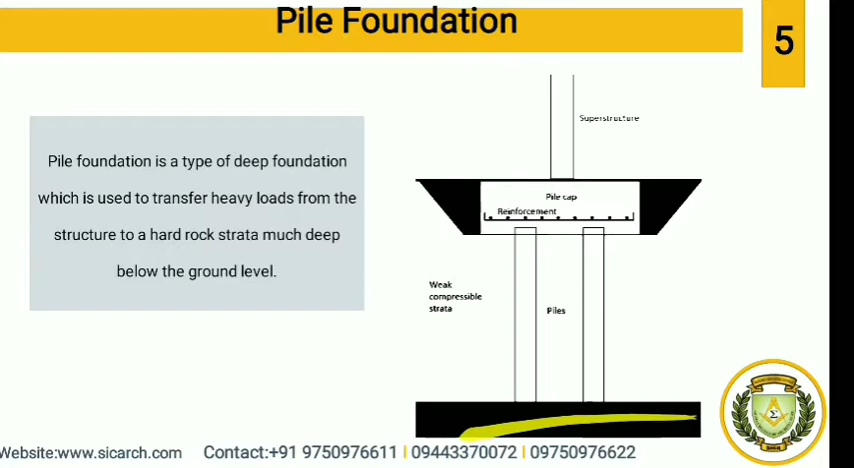 Pile Foundation
5
Pile foundation is a type of deep foundation
which is used to transfer heavy loads from the
structure to a hard rock strata much deep
below the ground level.
Superstructure
Pile cap
Reinforcement
Weak
compressible
strata
Piles
Website:www.sicarch.com Contact:+91 9750976611 | 09443370072 | 09750976622